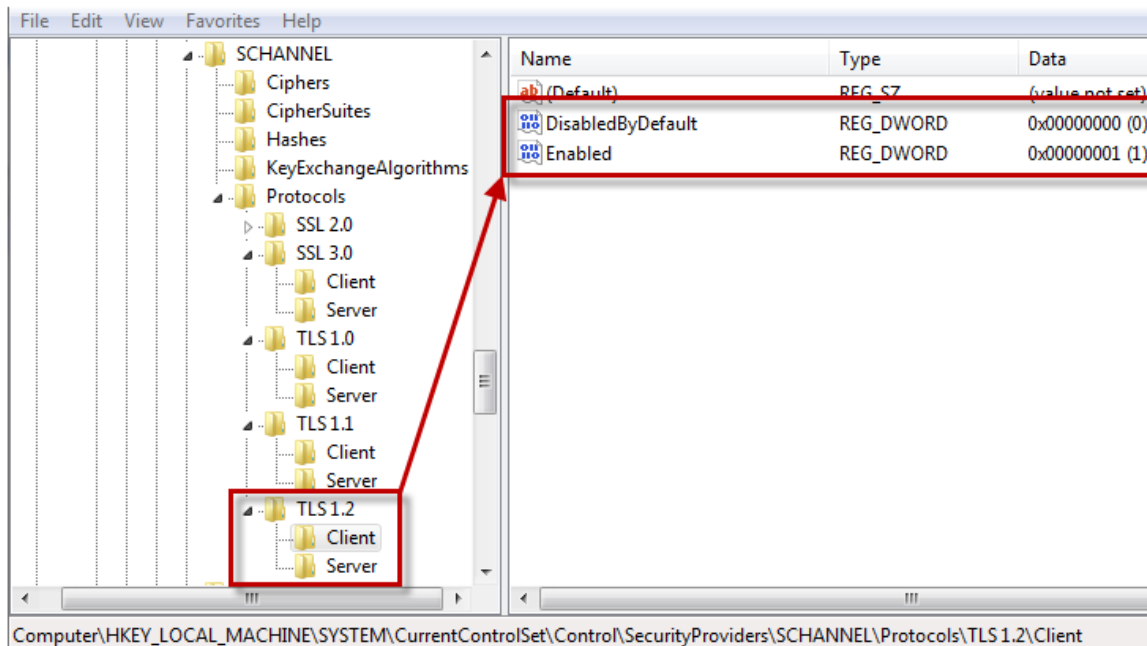 File Edit View Favorites Help
SCHANNEL
Ciphers
CipherSuites
Hashes
KeyExchangeAlgorithms
Protocols
SSL 2.0
SSL 3.0
Client
Server
TLS 1.0
Client
Server
TLS 1.1
Client
Server
TLS 1.2
Client
Server
Name Type Data
(Default) REG_SZ (value not set)
DisabledByDefault REG_DWORD 0x00000000 (0)
Enabled REG_DWORD 0x00000001 (1)
Computer\HKEY_LOCAL_MACHINE\SYSTEM\CurrentControlSet\Control\SecurityProviders\SCHANNEL\Protocols\TLS 1.2\Client